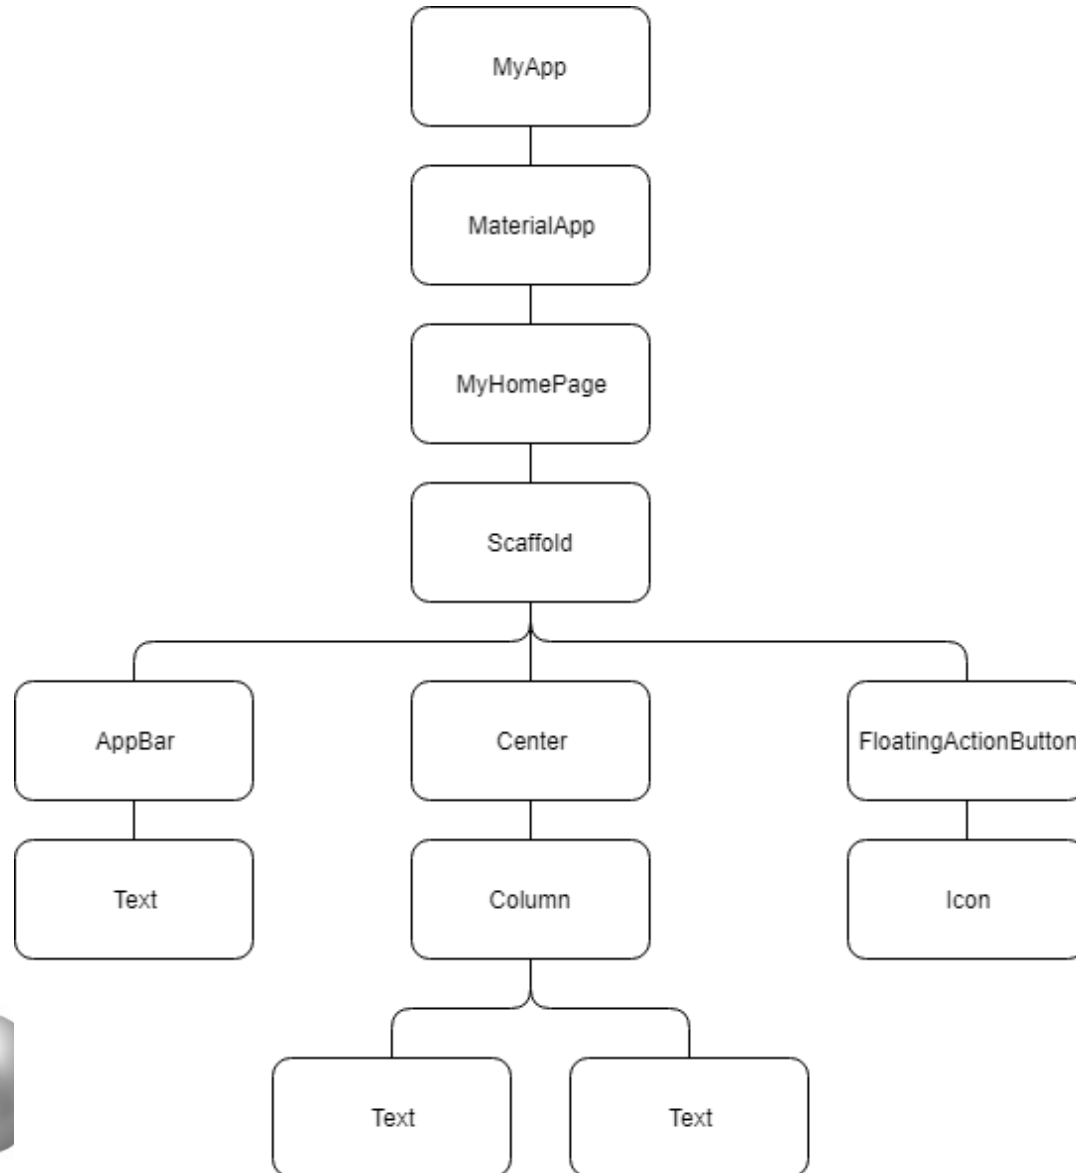 MyApp
MaterialApp
MyHomePage
Scaffold
AppBar
Center
FloatingActionButton
Text
Column
Icon
Text
Text